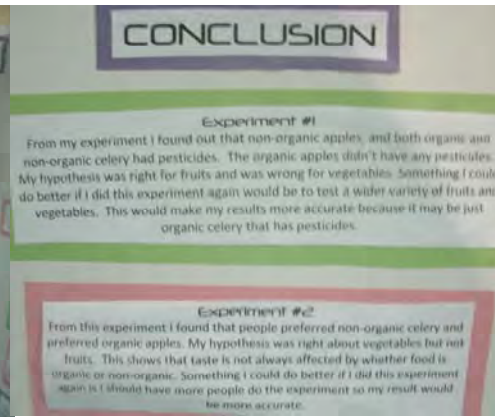 CONCLUSION
Experiment #1
From my experiment I found out that non-organic apples, and both organic and
non-organic celery had pesticides. The organic apples didn't have any pesticides.
My hypothesis was right for fruits and was wrong for vegetables. Something I could
do better if I did this experiment again would be to test a wider variety of fruits and
vegetables. This would make my results more accurate because it may be just
organic celery that has pesticides.
Experiment #2
From this experiment I found that people preferred non-organic celery and
preferred organic apples. My hypothesis was right about vegetables but not
fruits. This shows that taste is not always affected by whether food is
organic or non-organic. Something I could do better if I did this experiment
again is I should have more people do the experiment so my result would
be more accurate.